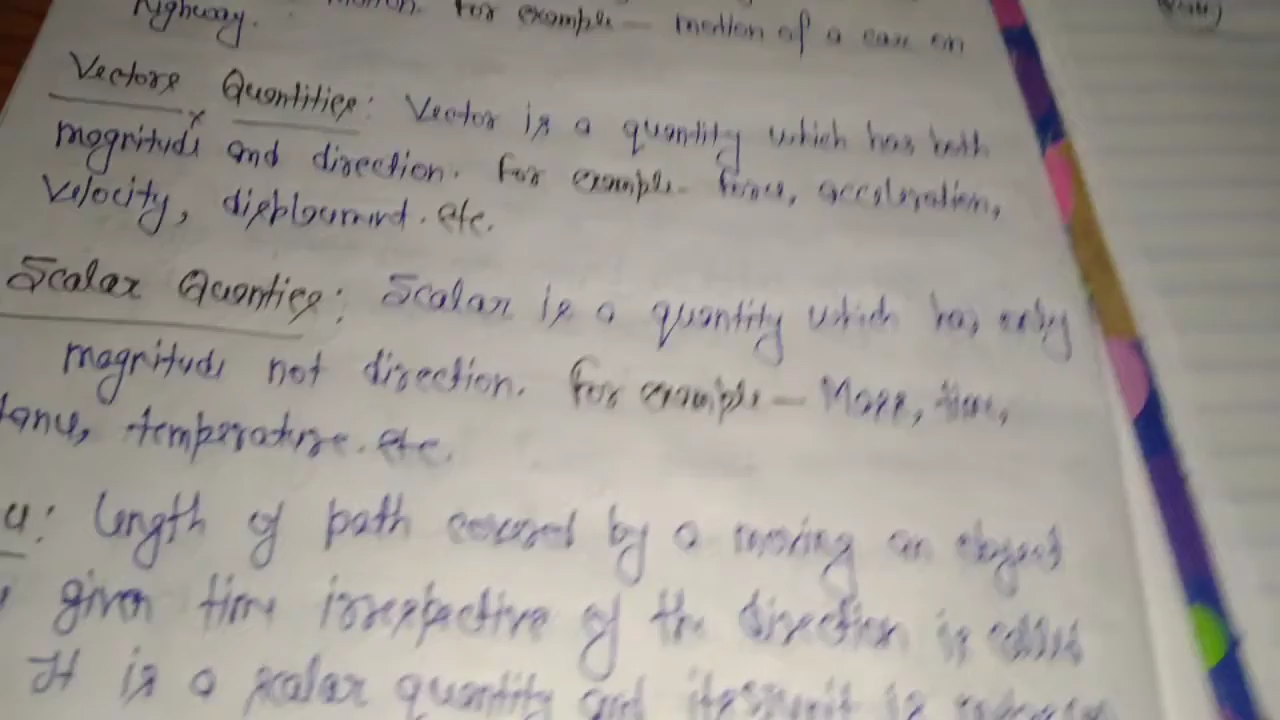 highway. Motion. For example – motion of a car on
Vectors Quantities: Vector is a quantity which has both
magnitude and direction. For example – force, acceleration,
velocity, displacement. etc.
Scalar Quanties: Scalar is a quantity which has only
magnitude not direction. For example – Mass, time,
tance, temperature. etc.
length of path covered by a moving an object
given time irrespective of the direction is called
It is a scalar quantity and its unit is